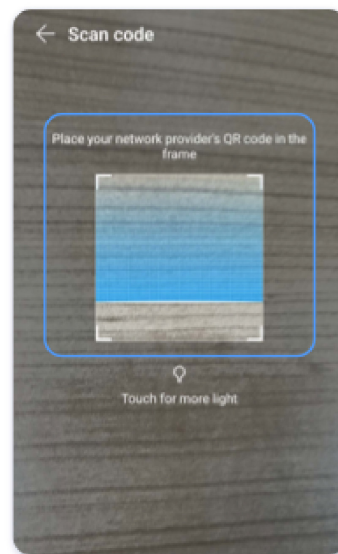 Scan code
Place your network provider's QR code in the
frame
Touch for more light